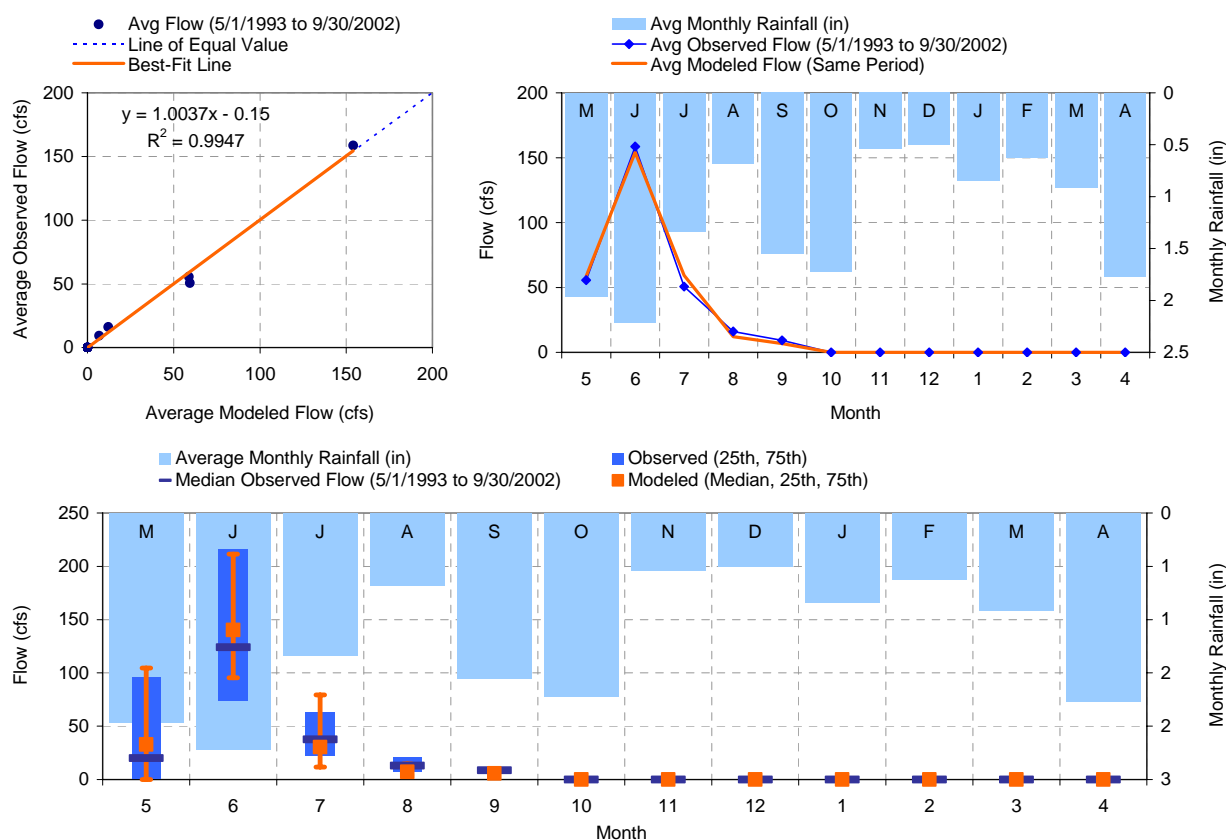 Avg Flow (5/1/1993 to 9/30/2002)
Line of Equal Value
Best-Fit Line
y = 1.0037x - 0.15
R2 = 0.9947
Average Observed Flow (cfs)
200
150
100
50
0
0 50 100 150 200
Average Modeled Flow (cfs)
Avg Monthly Rainfall (in)
Avg Observed Flow (5/1/1993 to 9/30/2002)
Avg Modeled Flow (Same Period)
Flow (cfs)
200
150
100
50
0
M J J A S O N D J F M A
0
0.5
1
1.5
2
2.5
Monthly Rainfall (in)
5 6 7 8 9 10 11 12 1 2 3 4
Month
Average Monthly Rainfall (in)
Median Observed Flow (5/1/1993 to 9/30/2002)
Observed (25th, 75th)
Modeled (Median, 25th, 75th)
Flow (cfs)
250
200
150
100
50
0
M J J A S O N D J F M A
0
1
1
2
2
3
Monthly Rainfall (in)
5 6 7 8 9 10 11 12 1 2 3 4
Month